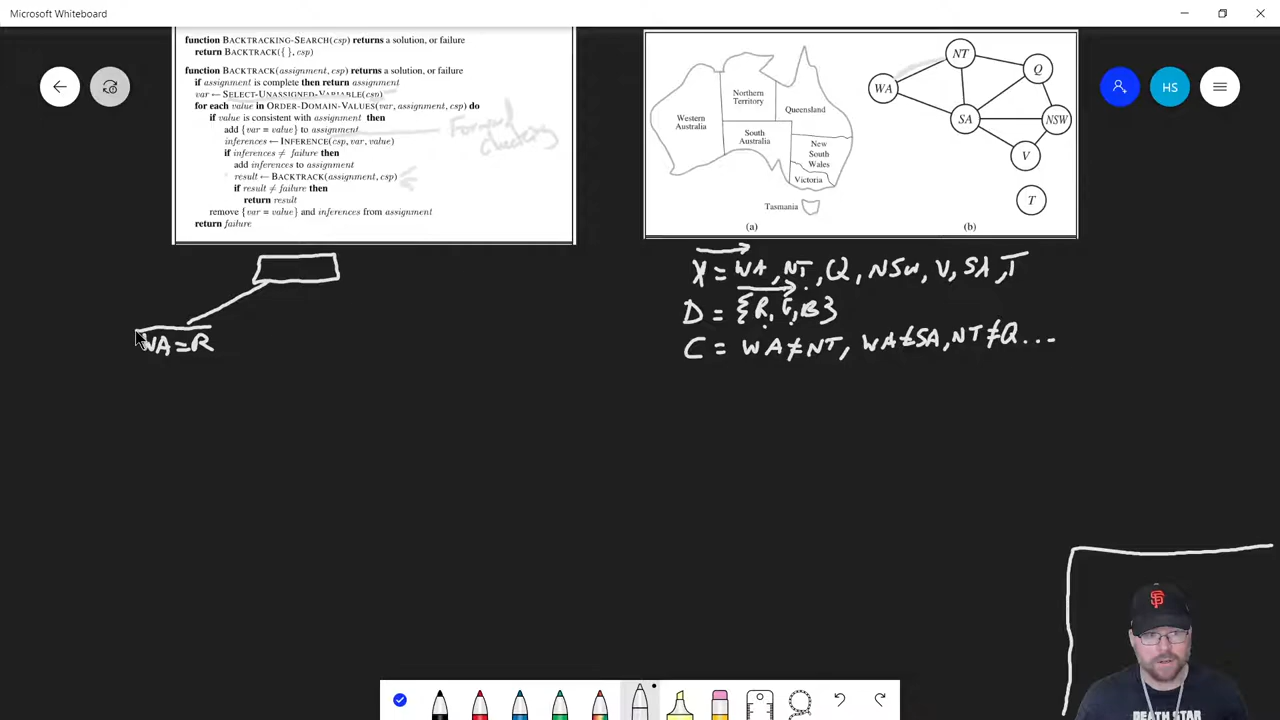 Microsoft Whiteboard
function BACKTRACKING-SEARCH(csp) returns a solution, or failure
return BACKTRACK({ }, csp)
function BACKTRACK(assignment, csp) returns a solution, or failure
if assignment is complete then return assignment
var ← SELECT-UNASSIGNED-VARIABLE(csp)
for each value in ORDER-DOMAIN-VALUES(var, assignment, csp) do
if value is consistent with assignment then
add {var = value} to assignment
inferences ← INFERENCE(csp, var, value)
if inferences ≠ failure then
add inferences to assignment
result ← BACKTRACK(assignment, csp)
if result ≠ failure then
return result
remove {var = value} and inferences from assignment
return failure
Forward
checking
Western
Australia
Northern
Territory
South
Australia
Queensland
New
South
Wales
Victoria
Tasmania
(a)
NT
Q
WA
SA
NSW
V
T
(b)
HS
X = WA, NT, Q, NSW, V, SA, T
D = {R, G, B}
C = WA ≠ NT, WA ≠ SA, NT ≠ Q ...
WA = R
SF
DEATH STAR